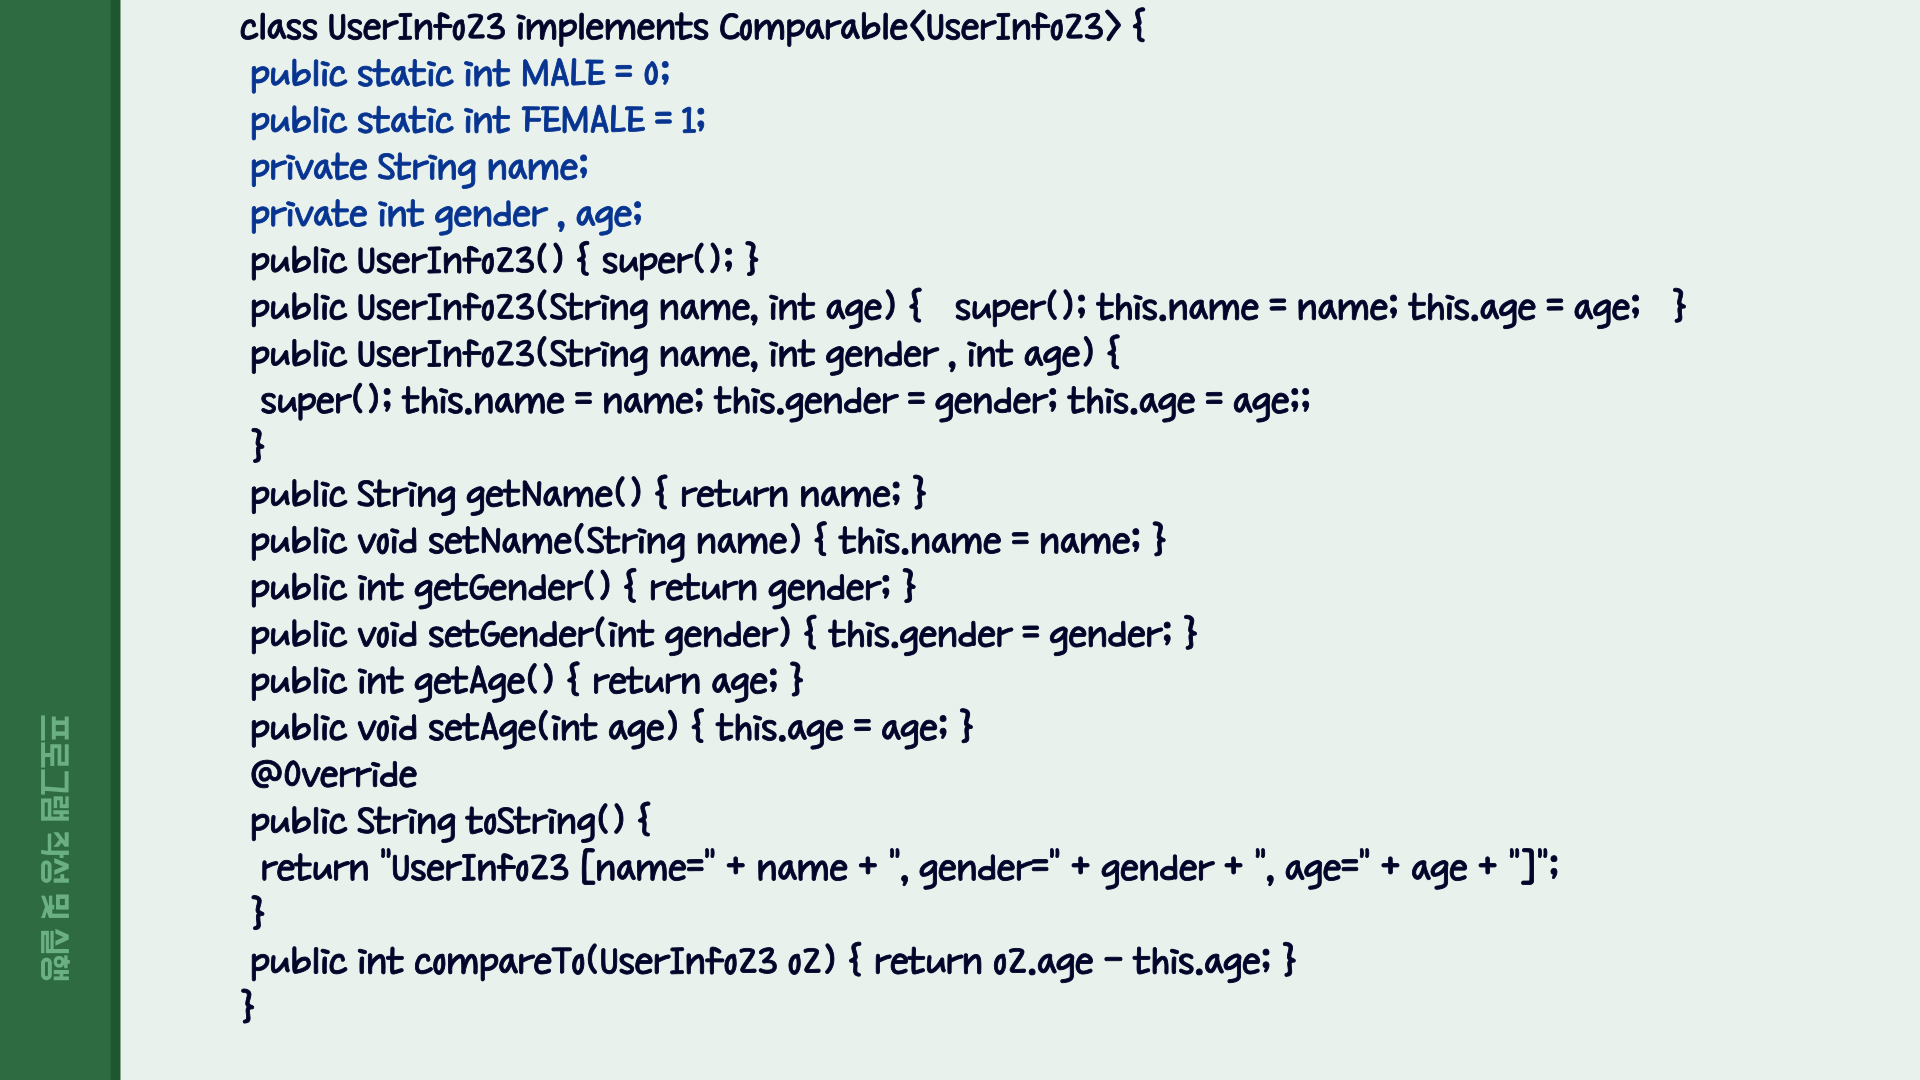 class UserInfo23 implements Comparable<UserInfo23> {
public static int MALE = 0;
public static int FEMALE = 1;
private String name;
private int gender , age;
public UserInfo23() { super(); }
public UserInfo23(String name, int age) {   super(); this.name = name; this.age = age;   }
public UserInfo23(String name, int gender , int age) {
super(); this.name = name; this.gender = gender; this.age = age;;
}
public String getName() { return name; }
public void setName(String name) { this.name = name; }
public int getGender() { return gender; }
public void setGender(int gender) { this.gender = gender; }
public int getAge() { return age; }
public void setAge(int age) { this.age = age; }
@Override
public String toString() {
return "UserInfo23 [name=" + name + ", gender=" + gender + ", age=" + age + "]";
}
public int compareTo(UserInfo23 o2) { return o2.age - this.age; }
}
프로그램 작성 및 실행